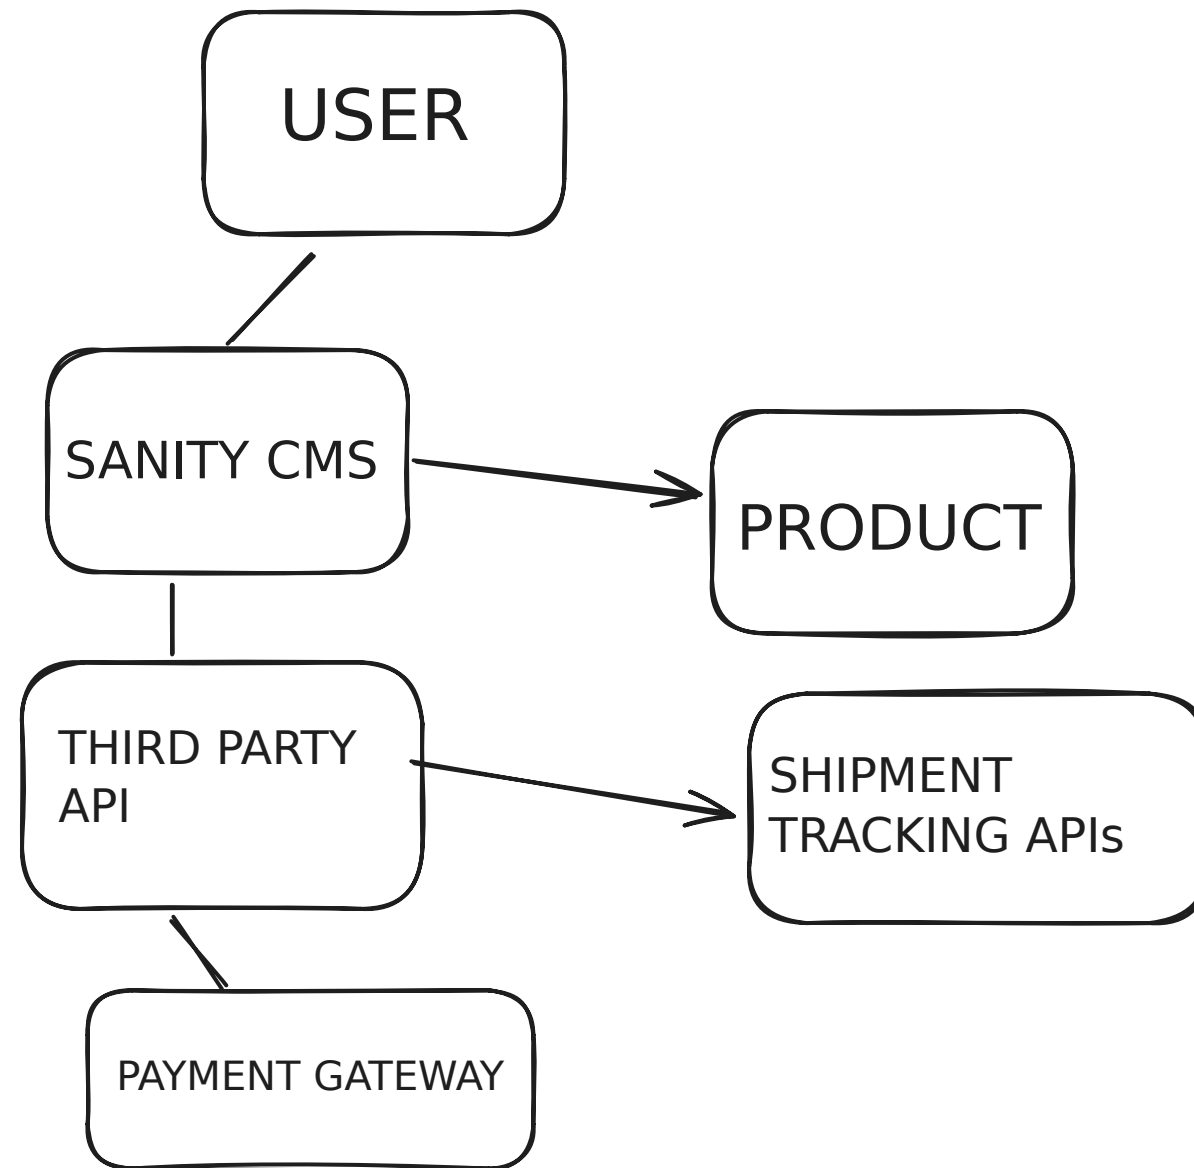 USER
SANITY CMS
PRODUCT
THIRD PARTY
API
SHIPMENT
TRACKING APIs
PAYMENT GATEWAY